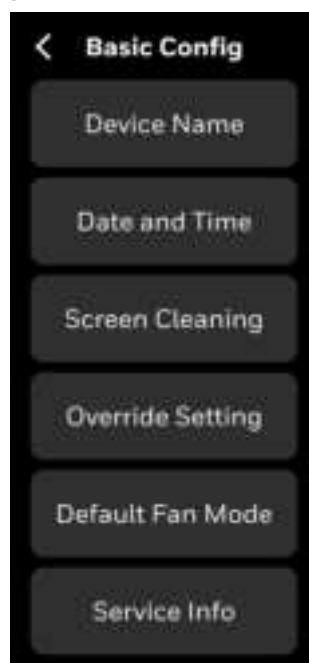 Basic Config
Device Name
Date and Time
Screen Cleaning
Override Setting
Default Fan Mode
Service Info